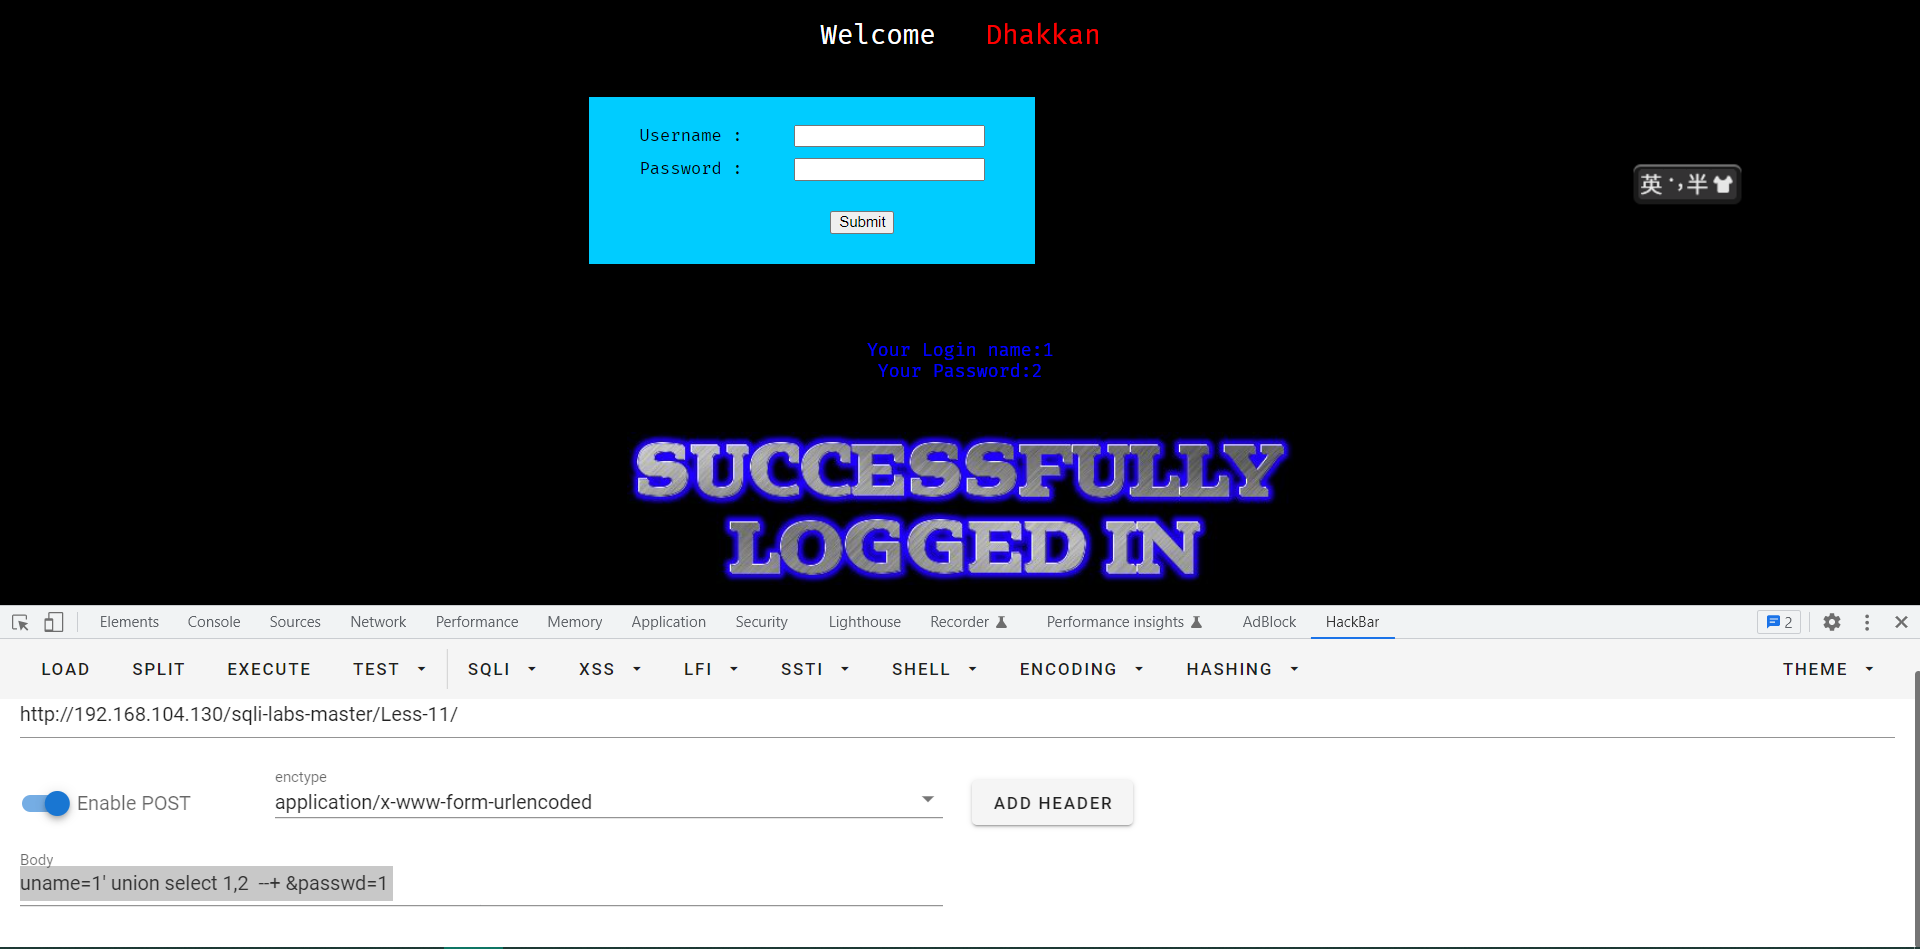 Welcome Dhakkan
Username :
Password :
Submit
英 ·, 半
Your Login name:1
Your Password:2
SUCCESSFULLY
LOGGED IN
Elements Console Sources Network Performance Memory Application Security Lighthouse Recorder Performance insights AdBlock HackBar 2
LOAD SPLIT EXECUTE TEST SQLI XSS LFI SSTI SHELL ENCODING HASHING THEME
http://192.168.104.130/sqli-labs-master/Less-11/
enctype
Enable POST application/x-www-form-urlencoded ADD HEADER
Body
uname=1' union select 1,2  --+ &passwd=1